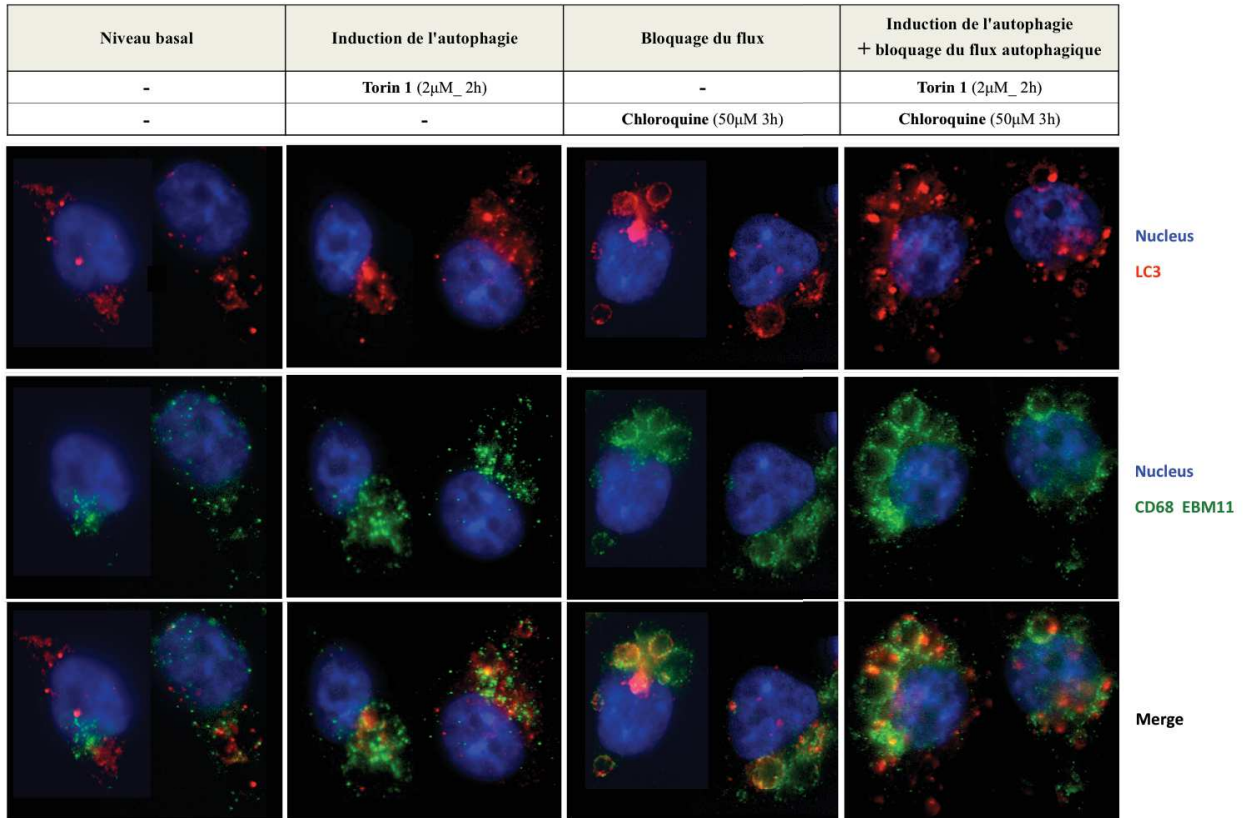 Niveau basal
Induction de l'autophagie
Bloquage du flux
Induction de l'autophagie
+ bloquage du flux autophagique
-
Torin 1 (2μM_ 2h)
-
Torin 1 (2μM_ 2h)
-
-
Chloroquine (50μM 3h)
Chloroquine (50μM 3h)
Nucleus
LC3
Nucleus
CD68 EBM11
Merge